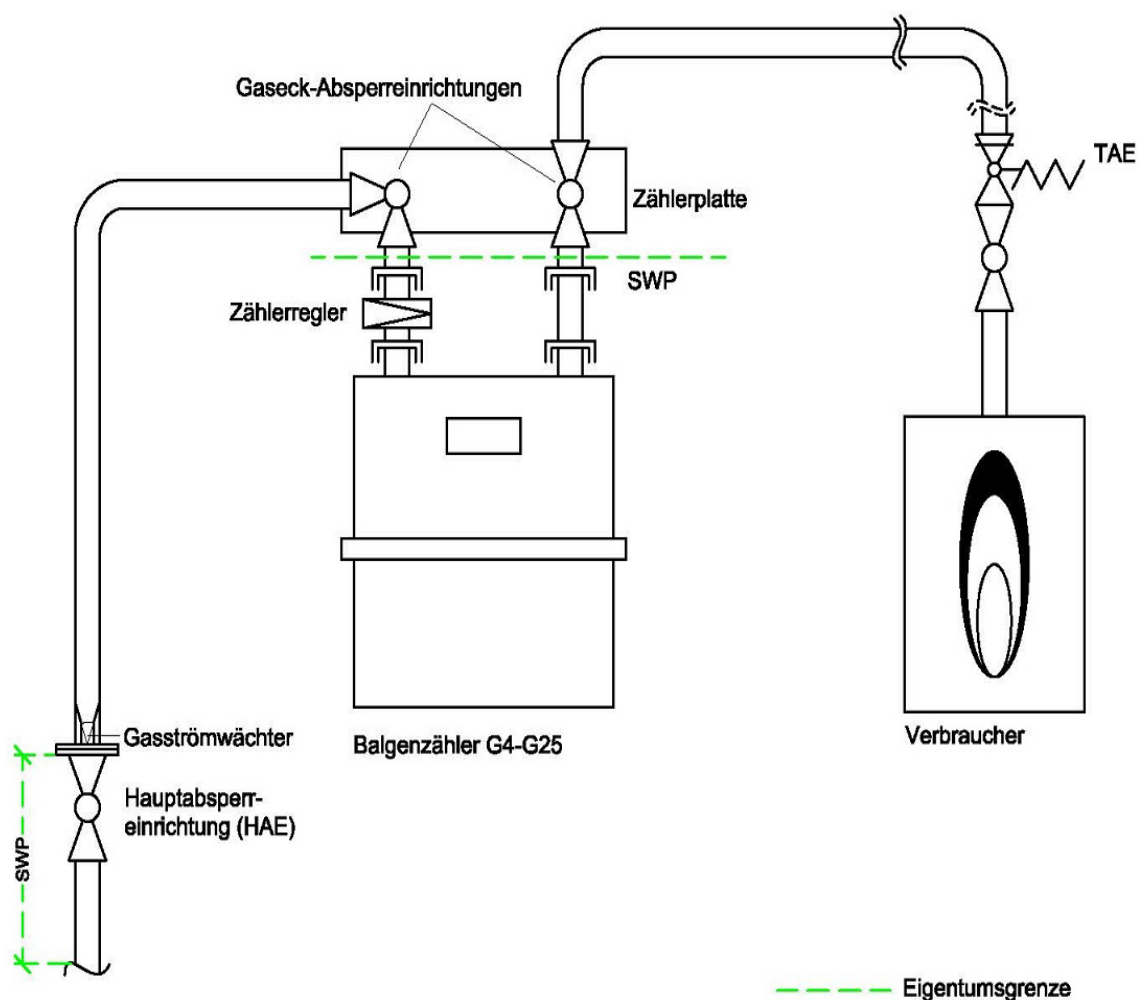 Gaseck-Absperreinrichtungen
TAE
Zählerplatte
SWP
Zählerregler
Gasströmwächter
Balgenzähler G4-G25
Verbraucher
Hauptabsperr-
einrichtung (HAE)
SWP
Eigentumsgrenze